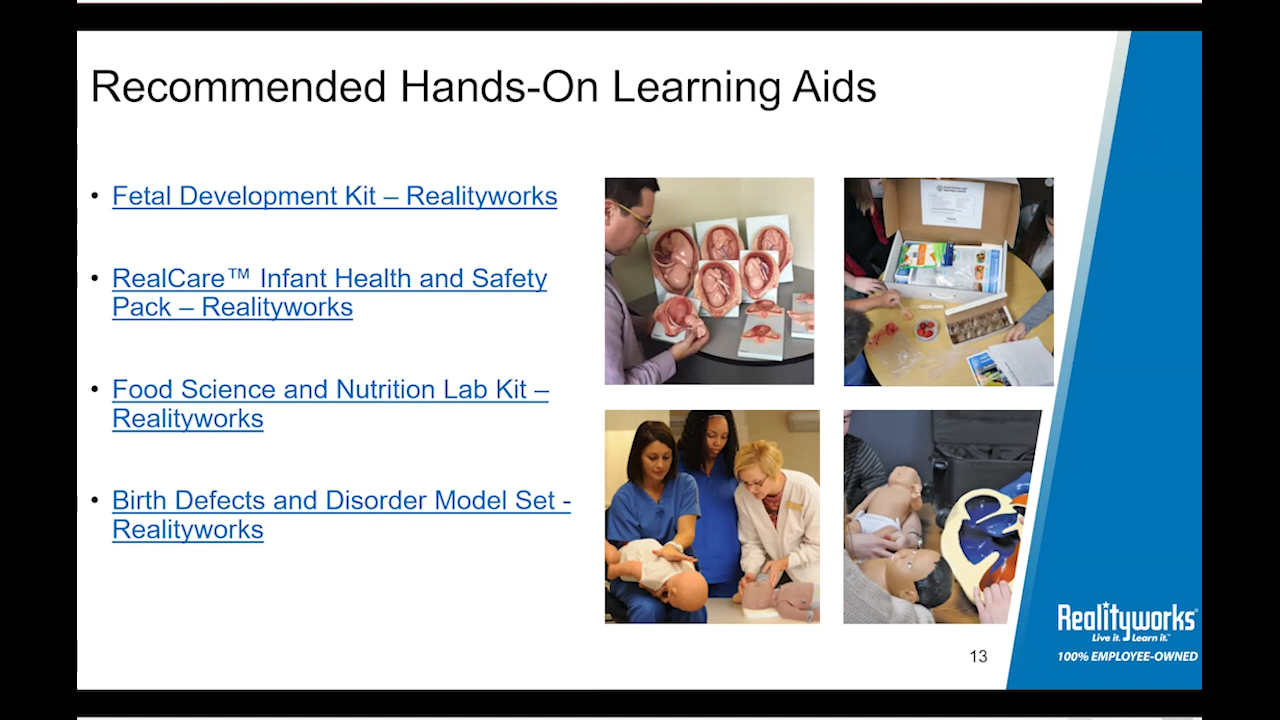 Recommended Hands-On Learning Aids
• Fetal Development Kit – Realityworks
• RealCare™ Infant Health and Safety
Pack – Realityworks
• Food Science and Nutrition Lab Kit –
Realityworks
• Birth Defects and Disorder Model Set -
Realityworks
13
Realityworks®
Live it. Learn it.™
100% EMPLOYEE-OWNED